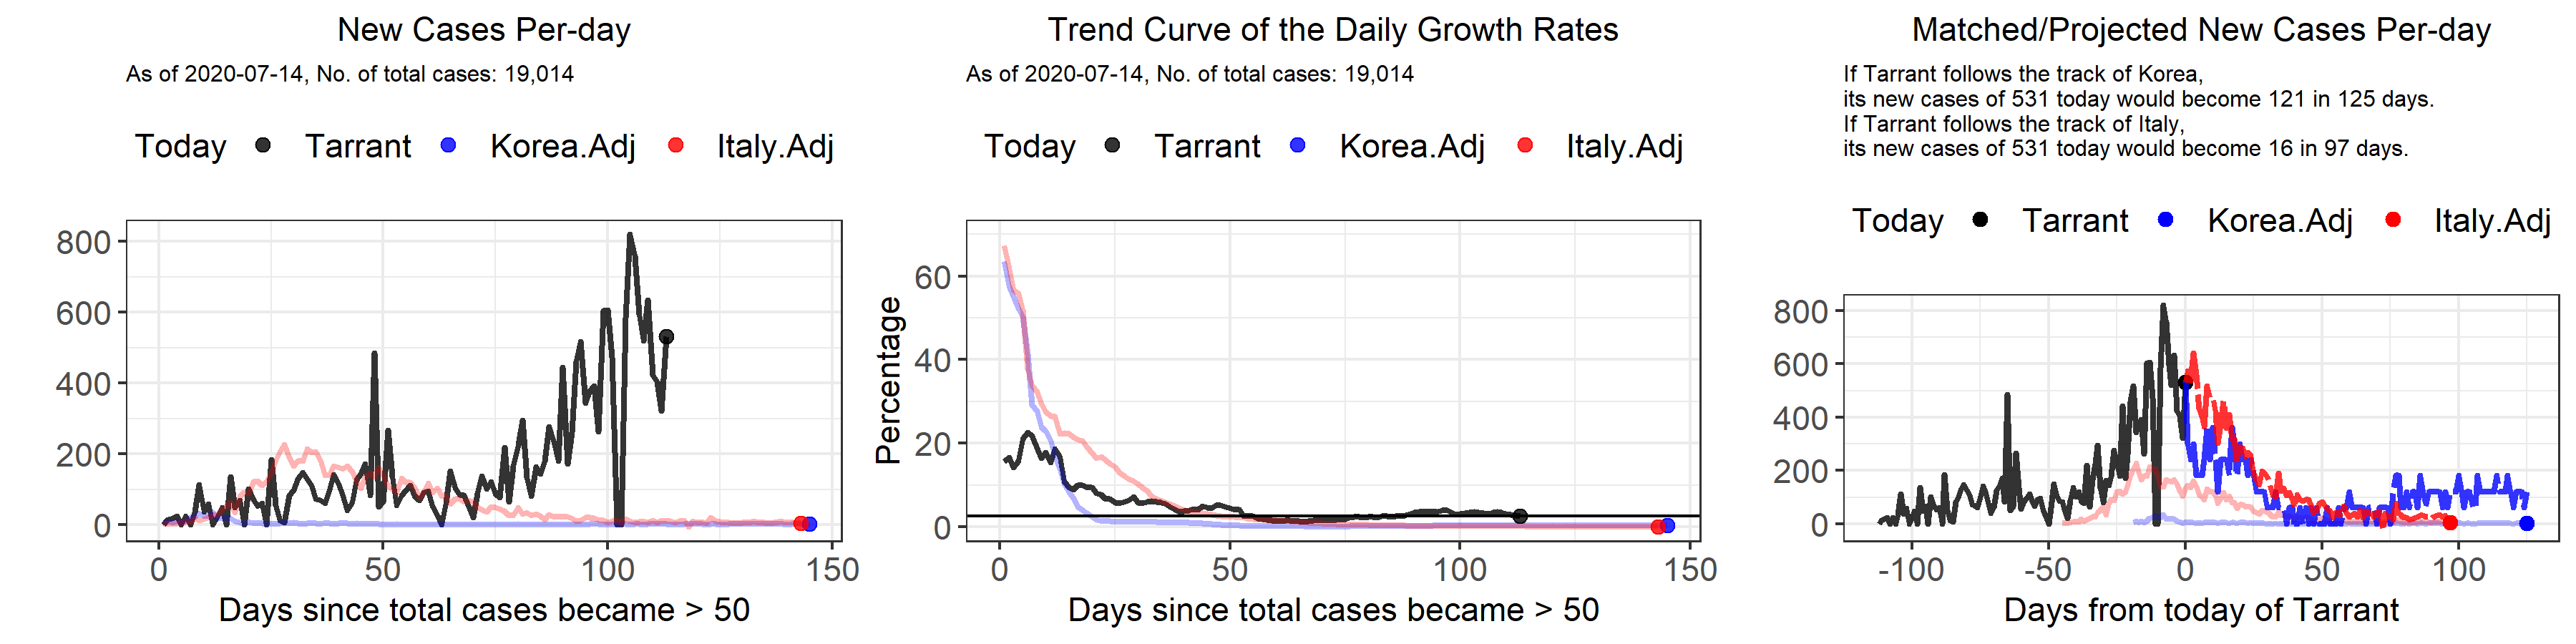 New Cases Per-day
As of 2020-07-14, No. of total cases: 19,014
Today Tarrant Korea.Adj Italy.Adj
800
600
400
200
0
0 50 100 150
Days since total cases became > 50
Trend Curve of the Daily Growth Rates
As of 2020-07-14, No. of total cases: 19,014
Today Tarrant Korea.Adj Italy.Adj
Percentage
60
40
20
0
0 50 100 150
Days since total cases became > 50
Matched/Projected New Cases Per-day
If Tarrant follows the track of Korea,
its new cases of 531 today would become 121 in 125 days.
If Tarrant follows the track of Italy,
its new cases of 531 today would become 16 in 97 days.
Today Tarrant Korea.Adj Italy.Adj
800
600
400
200
0
-100 -50 0 50 100
Days from today of Tarrant